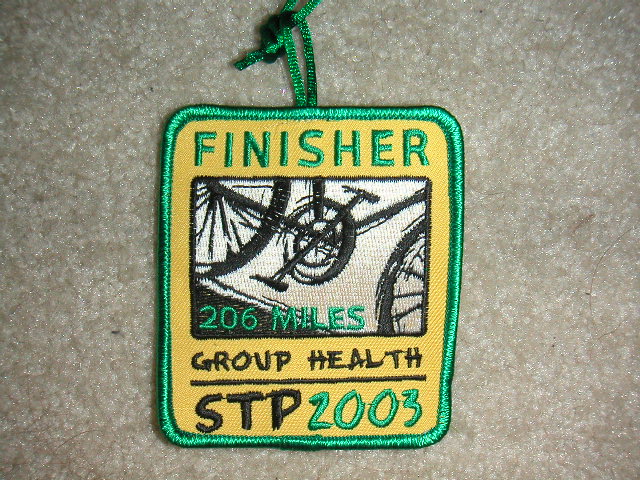 FINISHER
206 MILES
GROUP HEALTH
STP 2003